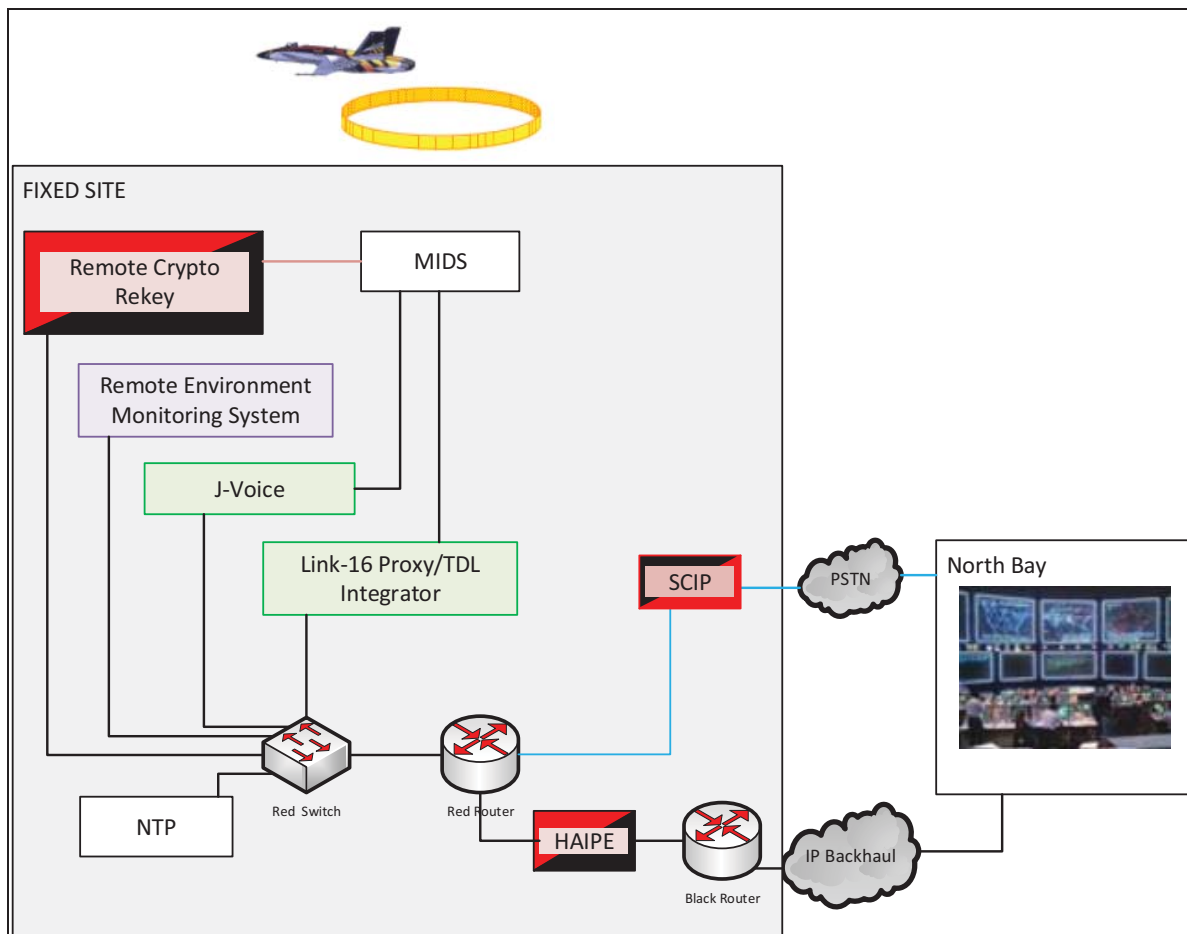 FIXED SITE
Remote Crypto
Rekey
MIDS
Remote Environment
Monitoring System
J-Voice
Link-16 Proxy/TDL
Integrator
SCIP
PSTN
North Bay
Red Switch
Red Router
NTP
HAIPE
Black Router
IP Backhaul